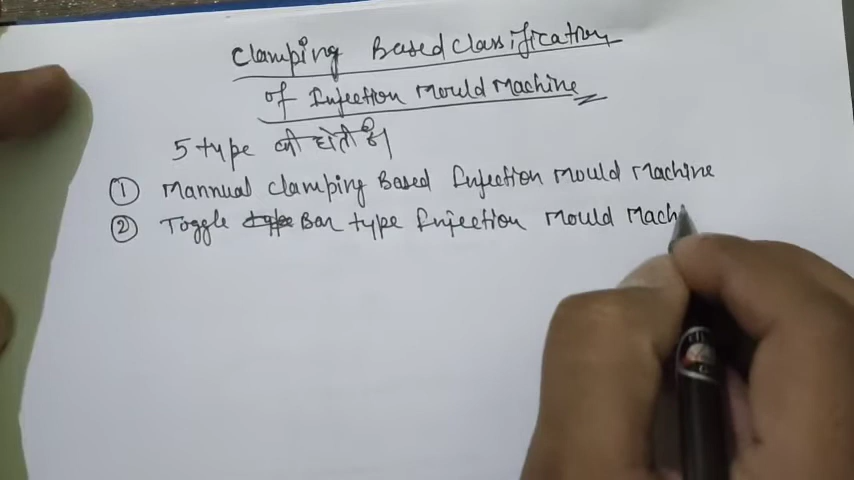 Clamping Based Classification
of Injection Mould Machine
5 type की होती है।
① Mannual Clamping Based Injection Mould Machine
② Toggle Bar type Injection Mould Mach